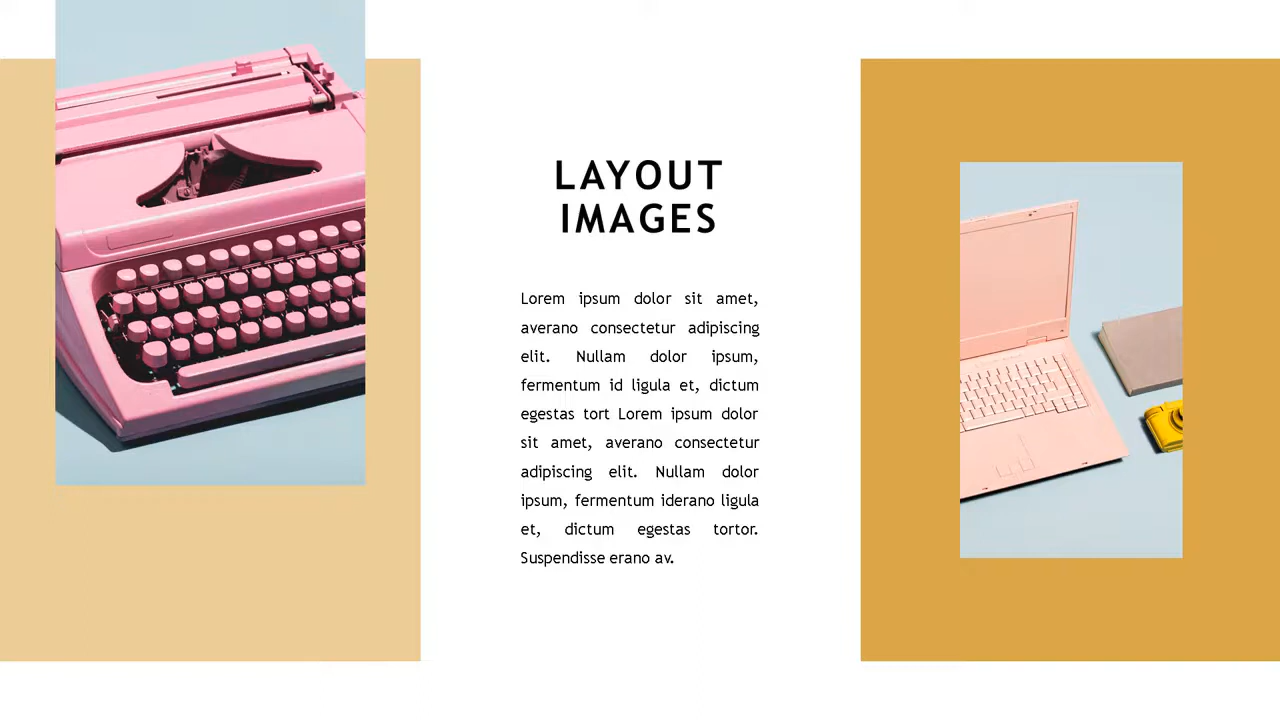 LAYOUT
IMAGES
Lorem ipsum dolor sit amet,
averano consectetur adipiscing
elit. Nullam dolor ipsum,
fermentum id ligula et, dictum
egestas tort Lorem ipsum dolor
sit amet, averano consectetur
adipiscing elit. Nullam dolor
ipsum, fermentum iderano ligula
et, dictum egestas tortor.
Suspendisse erano av.